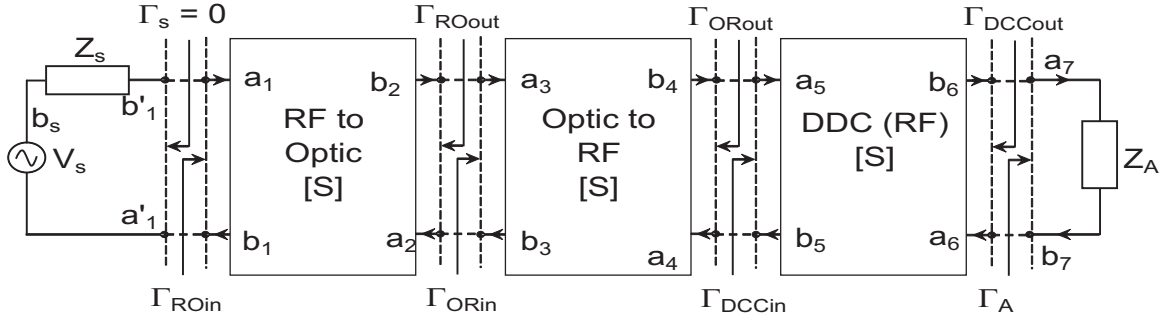 Γs = 0
ΓROout
ΓORout
ΓDCCout
Zs
b'1
bs
Vs
a'1
a1
RF to
Optic
[S]
b1
b2
a2
a3
Optic to
RF
[S]
b3
b4
a4
a5
DDC (RF)
[S]
b5
b6
a6
a7
ZA
b7
ΓROin
ΓORin
ΓDCCin
ΓA